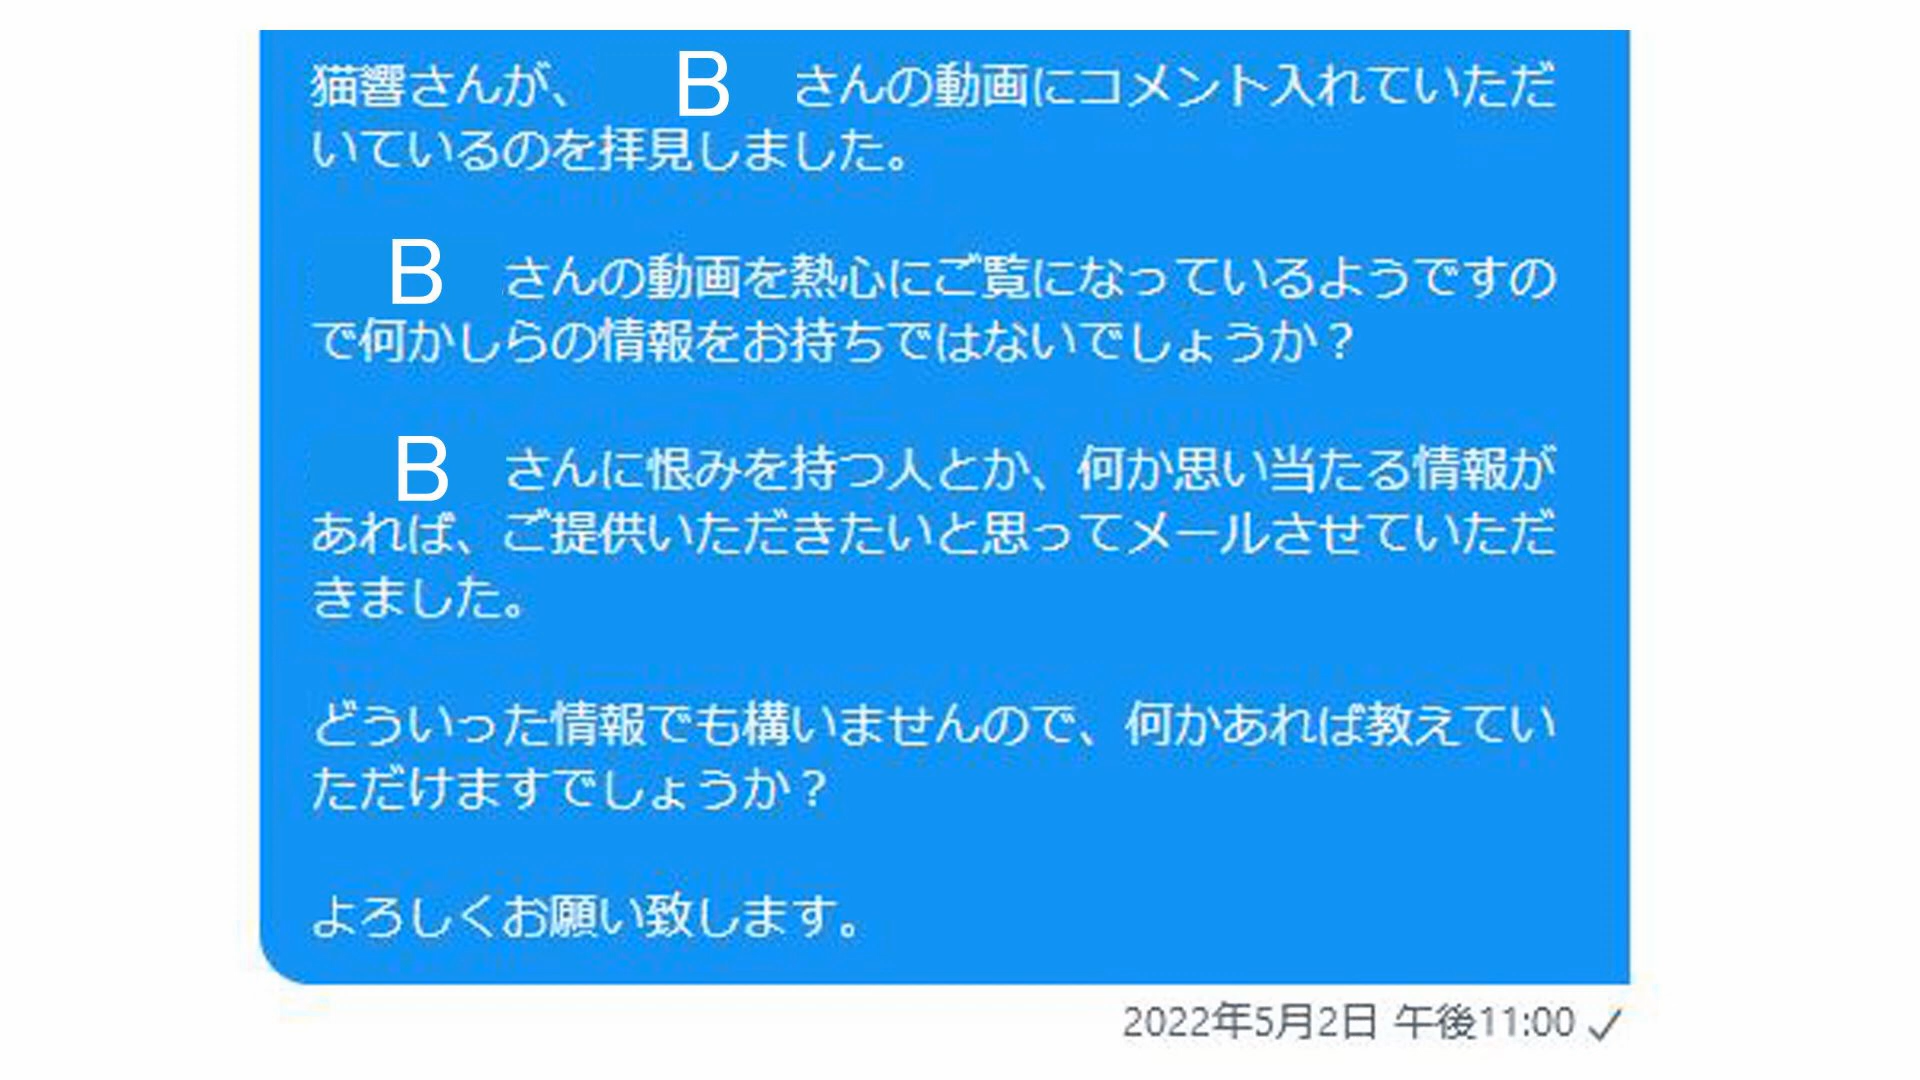 猫響さんが、 B さんの動画にコメント入れていただ
いているのを拝見しました。
B さんの動画を熱心にご覧になっているようですの
で何かしらの情報をお持ちではないでしょうか？
B さんに恨みを持つ人とか、何か思い当たる情報が
あれば、ご提供いただきたいと思ってメールさせていただ
きました。
どういった情報でも構いませんので、何かあれば教えてい
ただけますでしょうか？
よろしくお願い致します。
2022年5月2日 午後11:00 ✓